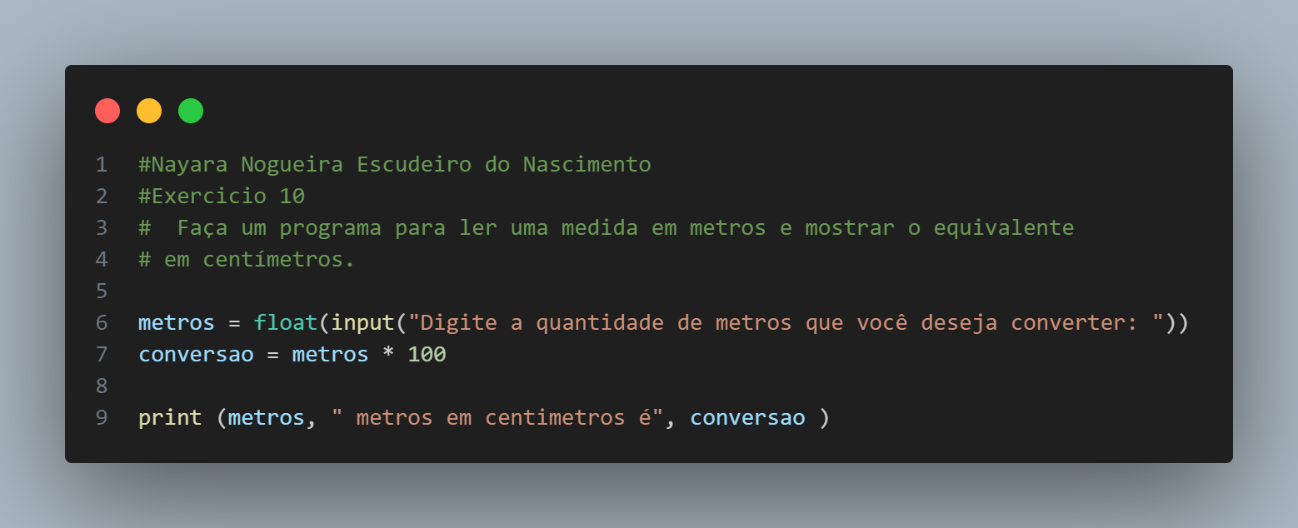 1 #Nayara Nogueira Escudeiro do Nascimento
2 #Exercicio 10
3 #  Faça um programa para ler uma medida em metros e mostrar o equivalente
4 # em centímetros.
5
6 metros = float(input("Digite a quantidade de metros que você deseja converter: "))
7 conversao = metros * 100
8
9 print (metros, " metros em centimetros é", conversao )